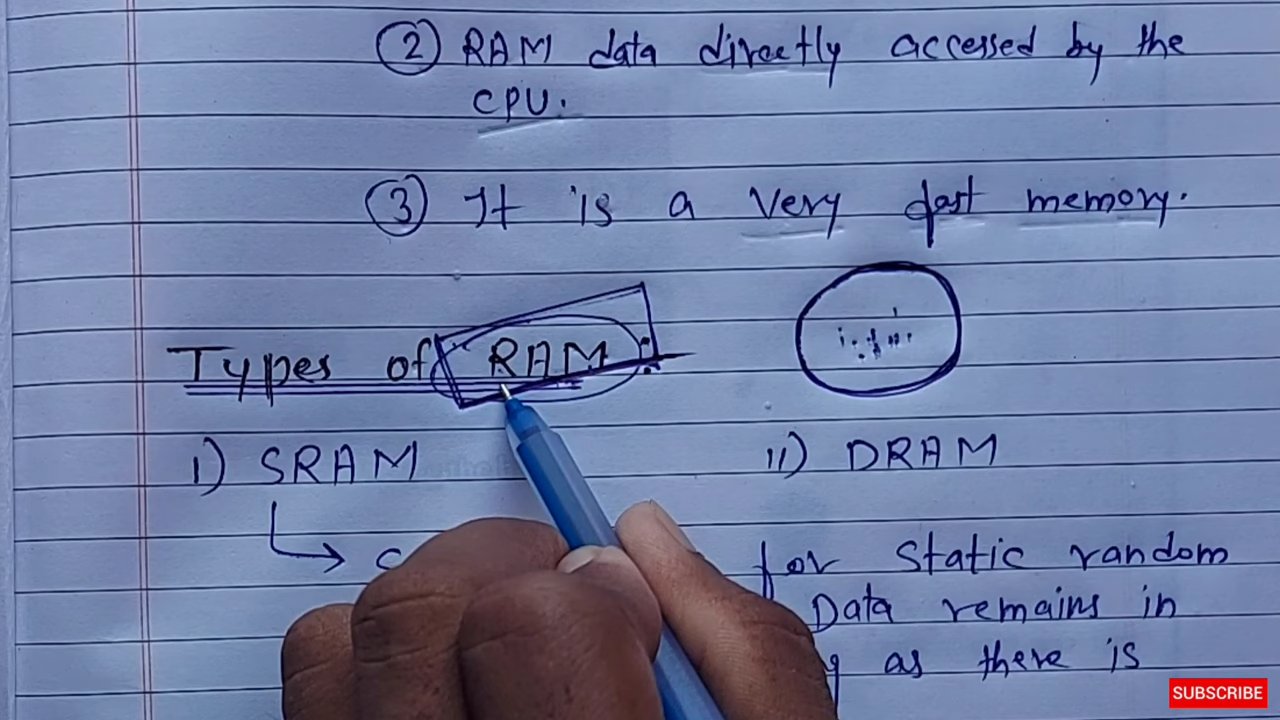 ② RAM data directly accessed by the
CPU.
③ It is a very fast memory.
Types of RAM :
i) SRAM ii) DRAM
for static random
Data remains in
as there is
SUBSCRIBE